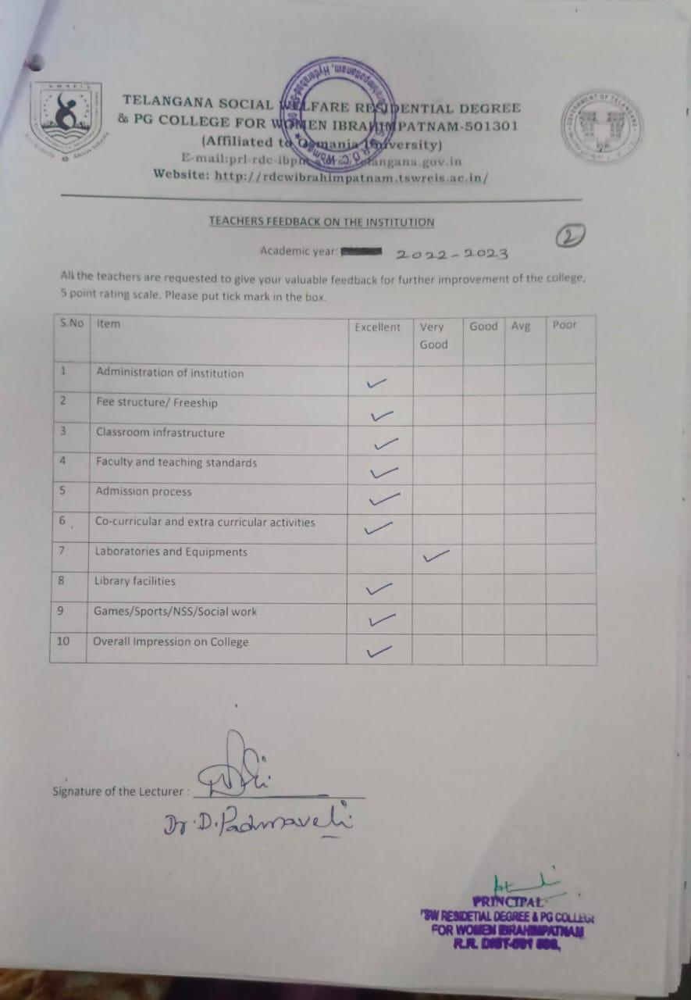 TELANGANA SOCIAL WELFARE RESIDENTIAL DEGREE
& PG COLLEGE FOR WOMEN IBRAHIMPATNAM-501301
(Affiliated to Osmania University)
E-mail:prl-rdc-ibpm telangana.gov.in
Website: http://rdcwibrahimpatnam.tswreis.ac.in/
TEACHERS FEEDBACK ON THE INSTITUTION
2
Academic year: 2022-2023
All the teachers are requested to give your valuable feedback for further improvement of the college,
5 point rating scale. Please put tick mark in the box.
S.No Item Excellent Very Good Good Avg Poor
1 Administration of institution ✓
2 Fee structure/ Freeship ✓
3 Classroom infrastructure ✓
4 Faculty and teaching standards ✓
5 Admission process ✓
6 Co-curricular and extra curricular activities ✓
7 Laboratories and Equipments ✓
8 Library facilities ✓
9 Games/Sports/NSS/Social work ✓
10 Overall Impression on College ✓
Signature of the Lecturer :
Dr. D. Padmaveli
PRINCIPAL
TSW RESIDETIAL DEGREE & PG COLLEGE
FOR WOMEN IBRAHIMPATNAM
R.R. DIST-501